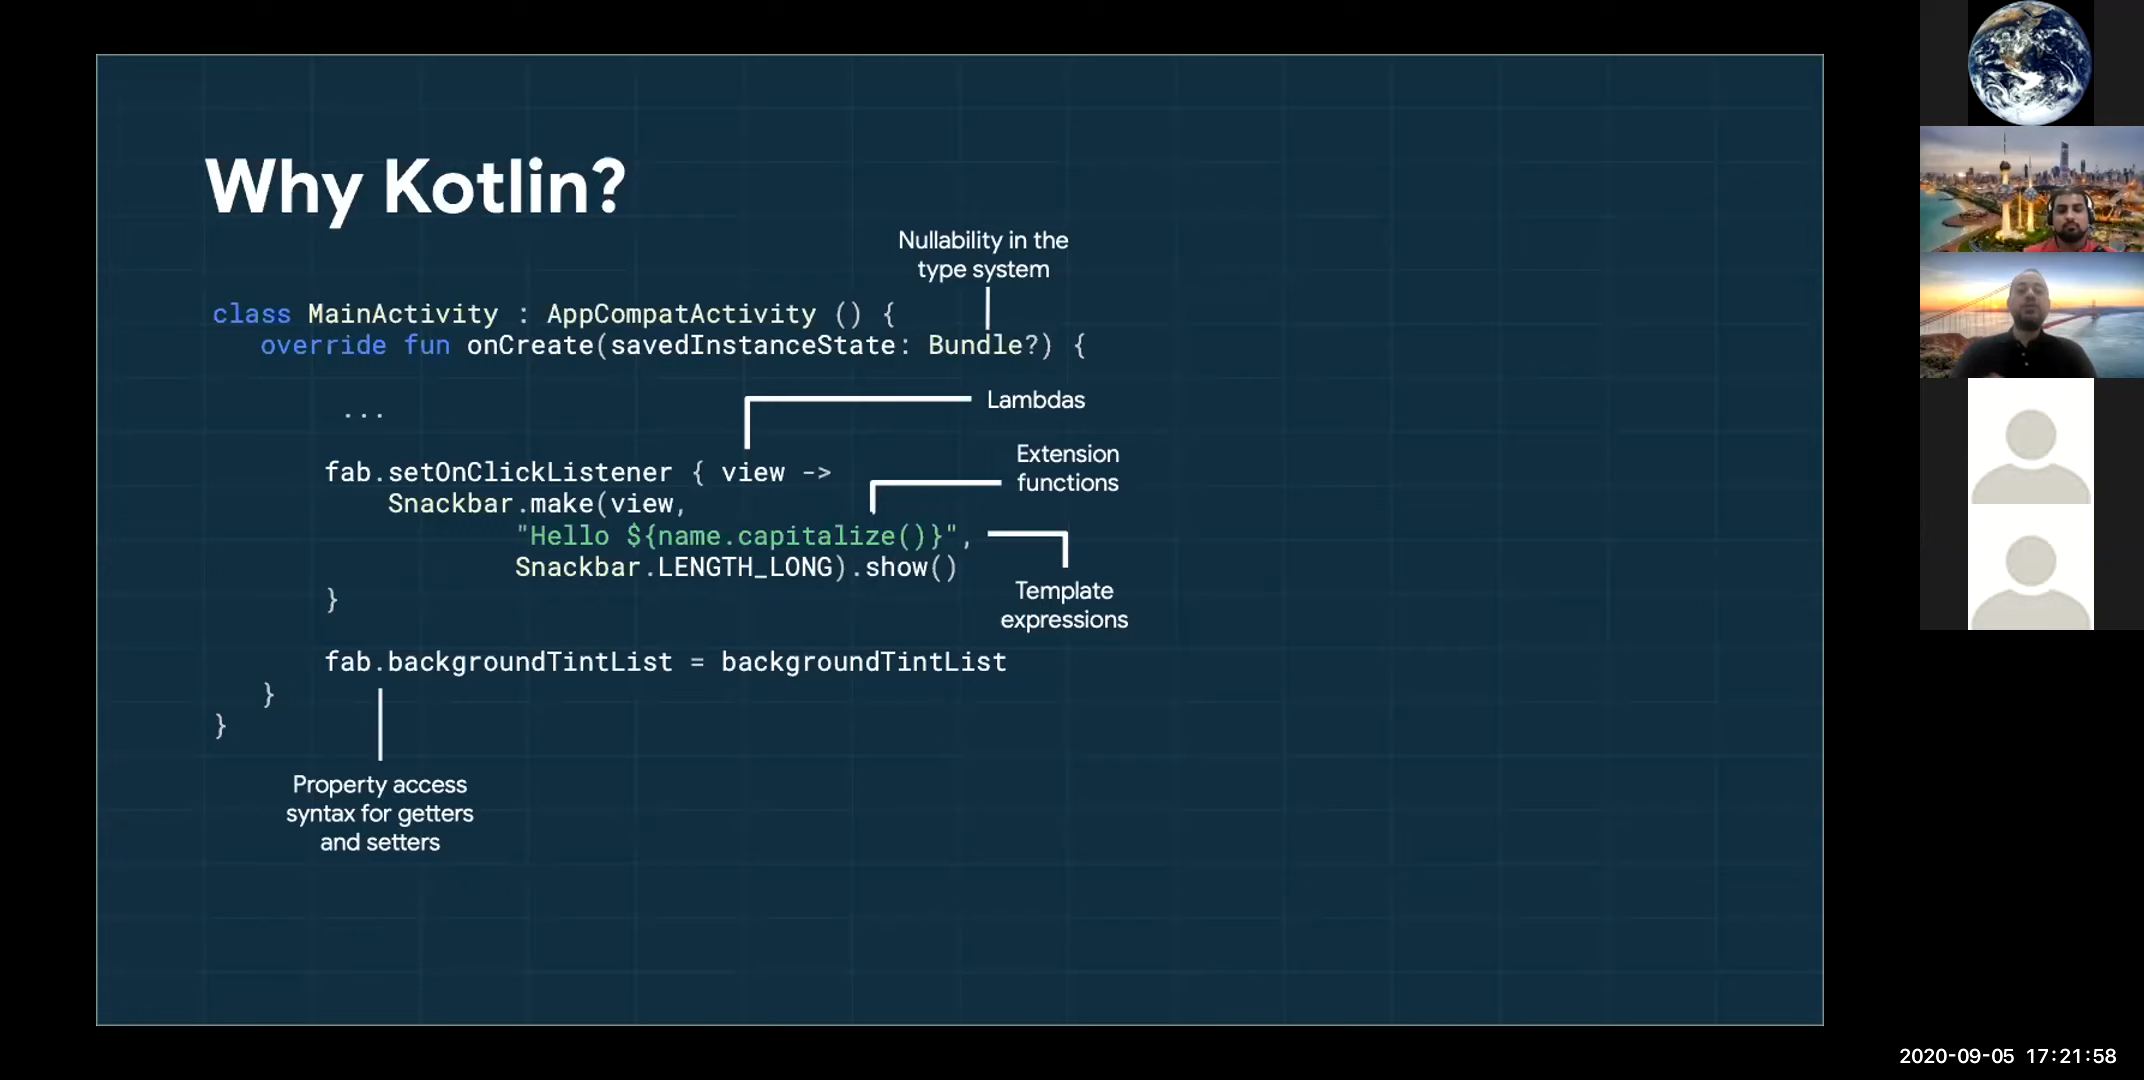 Why Kotlin?
Nullability in the
type system
class MainActivity : AppCompatActivity () {
override fun onCreate(savedInstanceState: Bundle?) {
Lambdas
...
Extension
functions
fab.setOnClickListener { view ->
Snackbar.make(view,
"Hello ${name.capitalize()}",
Snackbar.LENGTH_LONG).show()
}
Template
expressions
fab.backgroundTintList = backgroundTintList
}
}
Property access
syntax for getters
and setters
2020-09-05 17:21:58